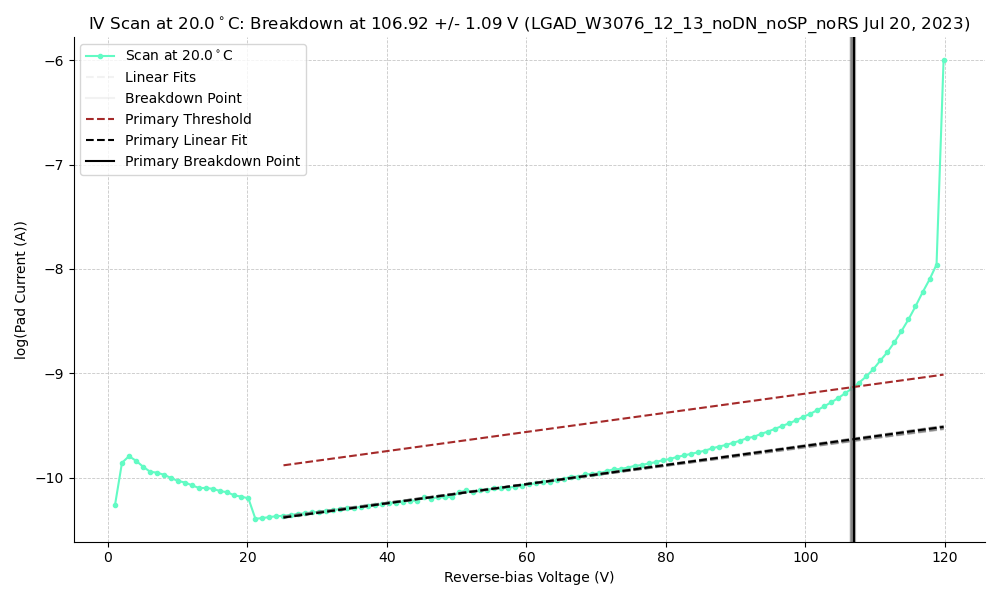 IV Scan at 20.0°C: Breakdown at 106.92 +/- 1.09 V (LGAD_W3076_12_13_noDN_noSP_noRS Jul 20, 2023)
Scan at 20.0°C
Linear Fits
Breakdown Point
Primary Threshold
Primary Linear Fit
Primary Breakdown Point
log(Pad Current (A))
−6
−7
−8
−9
−10
0 20 40 60 80 100 120
Reverse-bias Voltage (V)